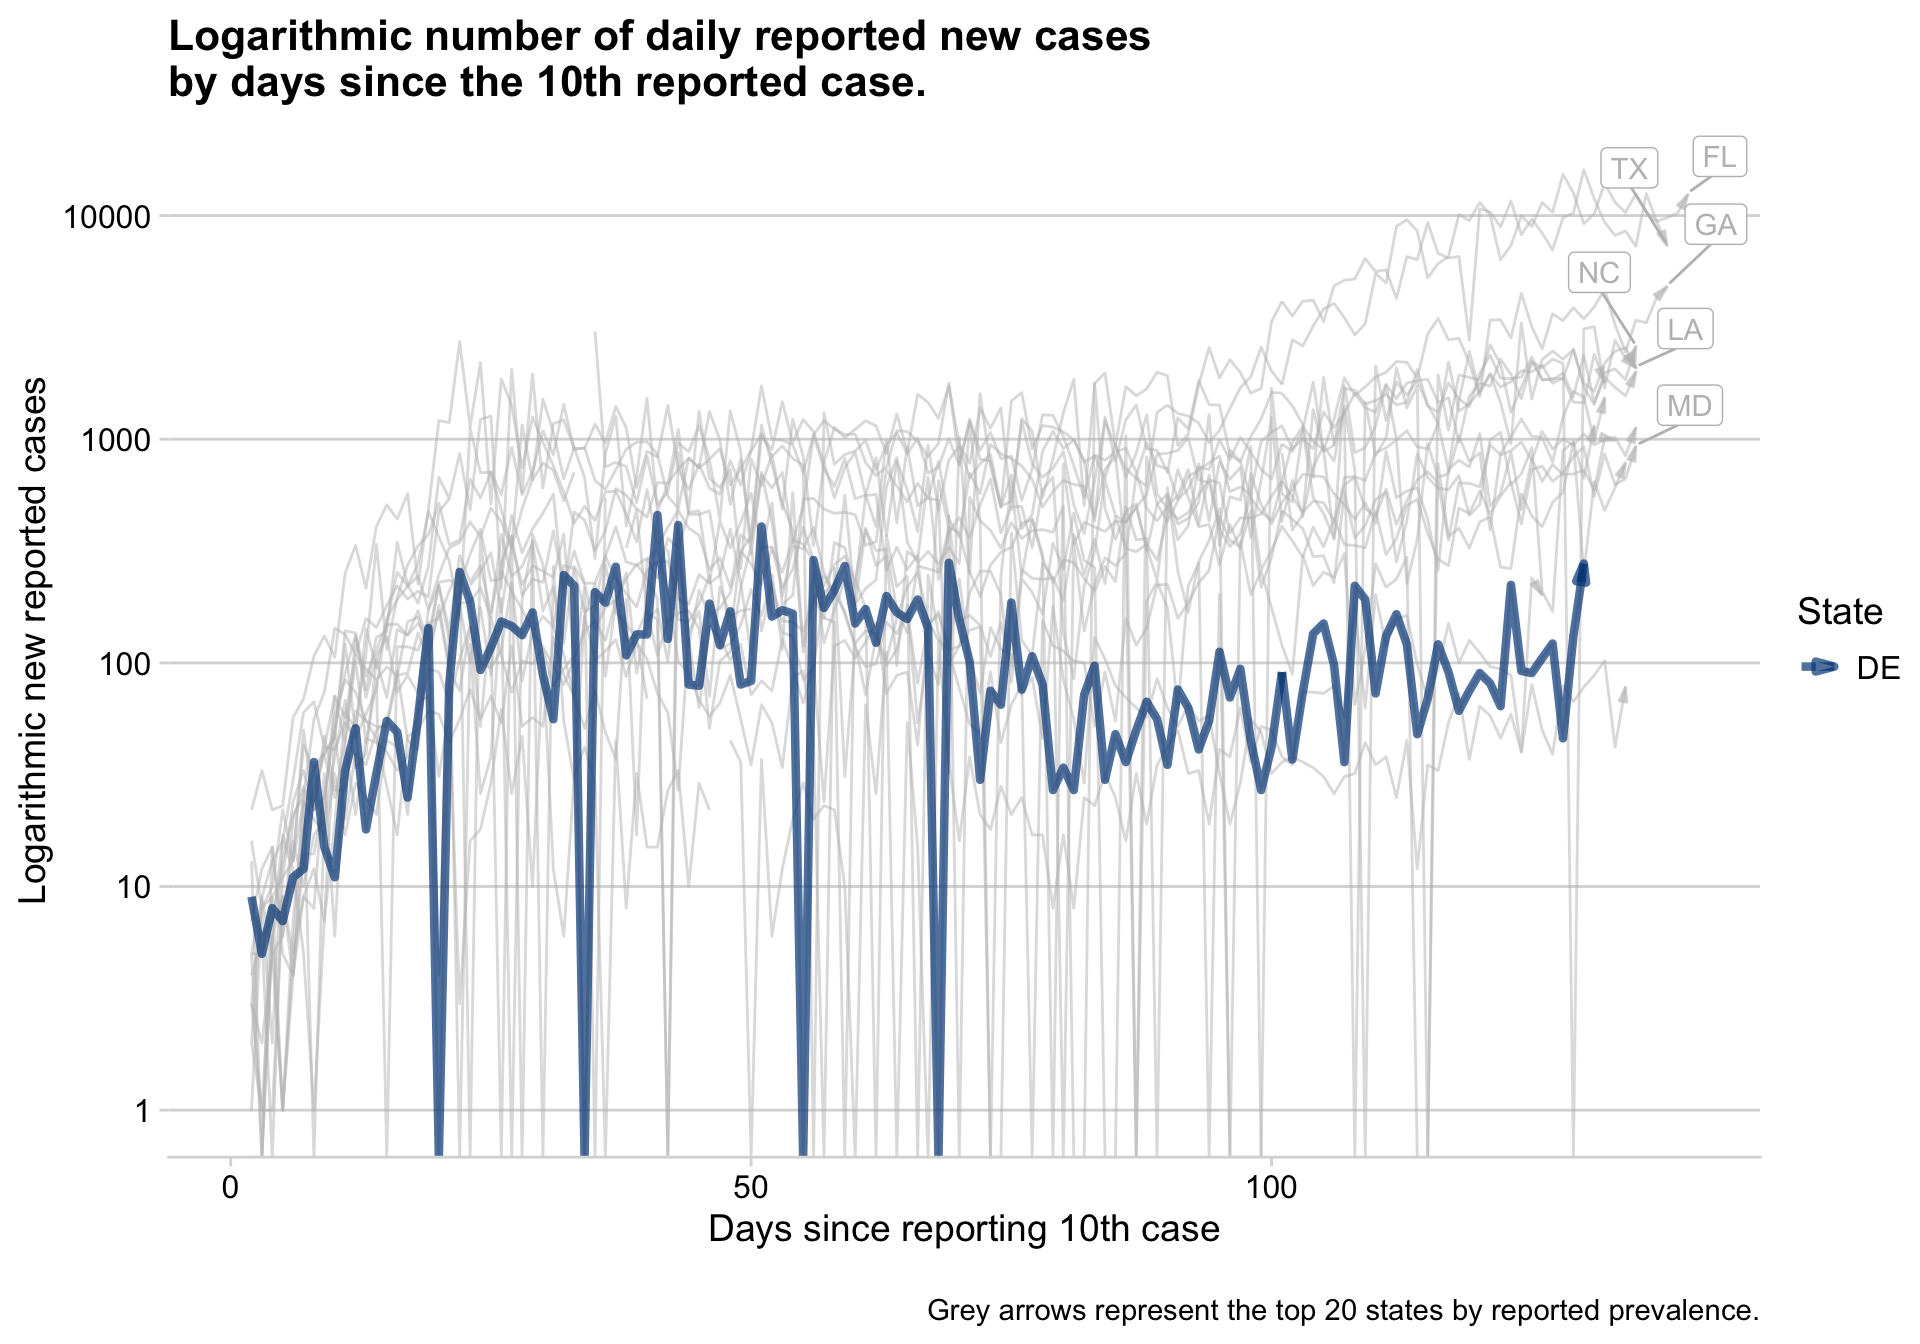 Logarithmic number of daily reported new cases
by days since the 10th reported case.
Logarithmic new reported cases
10000
1000
100
10
1
TX
FL
GA
NC
LA
MD
State
DE
0
50
100
Days since reporting 10th case
Grey arrows represent the top 20 states by reported prevalence.